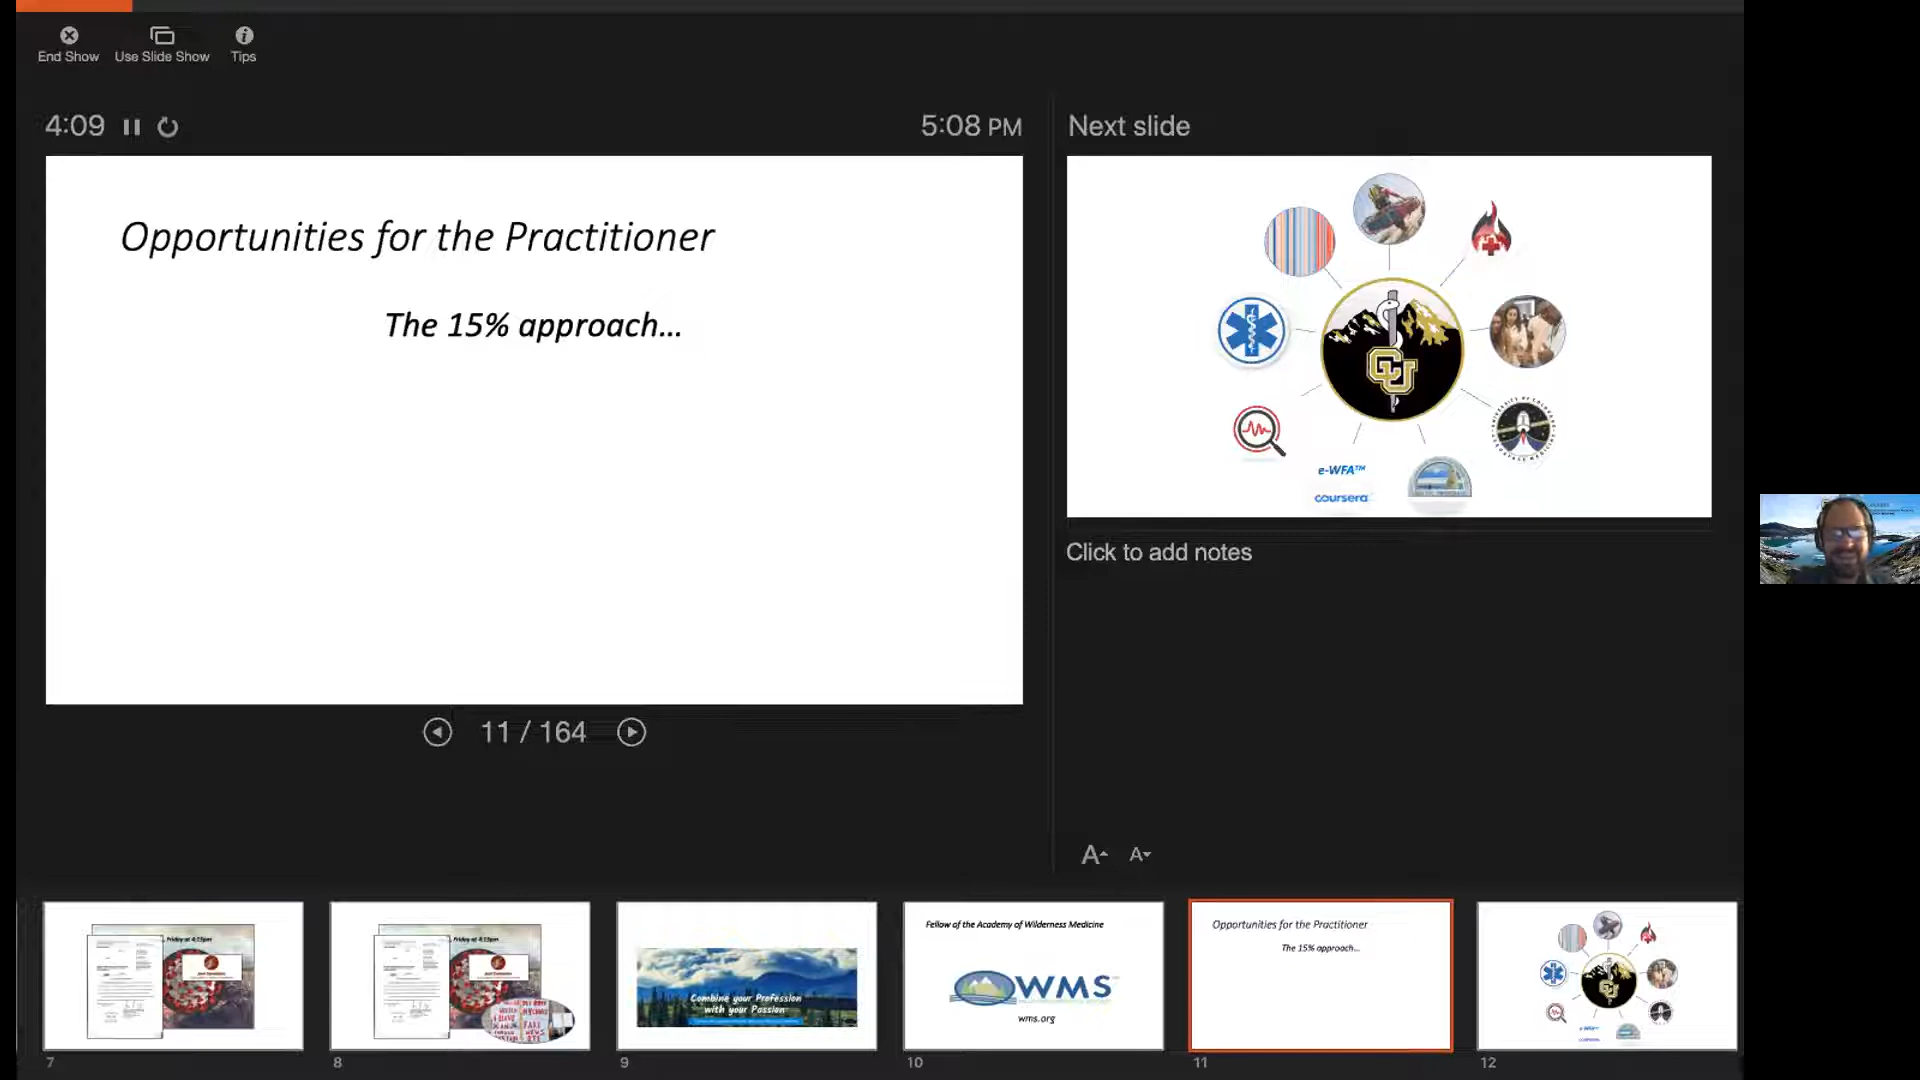 End Show
Use Slide Show
Tips
4:09
5:08 PM
Next slide
Opportunities for the Practitioner
The 15% approach...
CU
e-WFA™
coursera
Click to add notes
11 / 164
A
A
Friday at 4:15pm
Friday at 4:15pm
Combine your Profession
with your Passion
Fellow of the Academy of Wilderness Medicine
WMS
wms.org
Opportunities for the Practitioner
The 15% approach...
CU
7
8
9
10
11
12